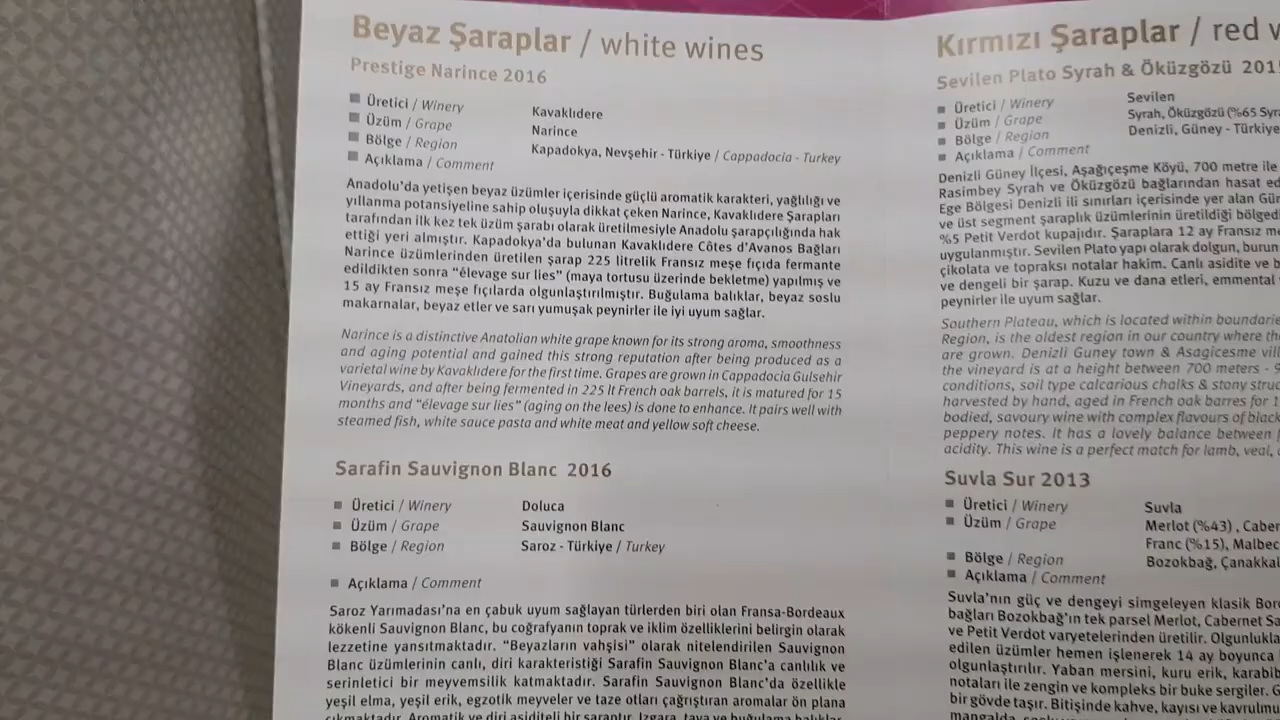 Beyaz Şaraplar / white wines
Prestige Narince 2016
Üretici / Winery Kavaklıdere
Üzüm / Grape Narince
Bölge / Region Kapadokya, Nevşehir - Türkiye / Cappadocia - Turkey
Açıklama / Comment
Anadolu'da yetişen beyaz üzümler içerisinde güçlü aromatik karakteri, yağlılığı ve
yıllanma potansiyeline sahip oluşuyla dikkat çeken Narince, Kavaklıdere Şarapları
tarafından ilk kez tek üzüm şarabı olarak üretilmesiyle Anadolu şarapçılığında hak
ettiği yeri almıştır. Kapadokya'da bulunan Kavaklıdere Côtes d'Avanos Bağları
Narince üzümlerinden üretilen şarap 225 litrelik Fransız meşe fıçıda fermante
edildikten sonra “élevage sur lies” (maya tortusu üzerinde bekletme) yapılmış ve
15 ay Fransız meşe fıçılarda olgunlaştırılmıştır. Buğulama balıklar, beyaz soslu
makarnalar, beyaz etler ve sarı yumuşak peynirler ile iyi uyum sağlar.
Narince is a distinctive Anatolian white grape known for its strong aroma, smoothness
and aging potential and gained this strong reputation after being produced as a
varietal wine by Kavaklıdere for the first time. Grapes are grown in Cappadocia Gulsehir
Vineyards, and after being fermented in 225 lt French oak barrels, it is matured for 15
months and “élevage sur lies” (aging on the lees) is done to enhance. It pairs well with
steamed fish, white sauce pasta and white meat and yellow soft cheese.
Sarafin Sauvignon Blanc 2016
Üretici / Winery Doluca
Üzüm / Grape Sauvignon Blanc
Bölge / Region Saroz - Türkiye / Turkey
Açıklama / Comment
Saroz Yarımadası'na en çabuk uyum sağlayan türlerden biri olan Fransa-Bordeaux
kökenli Sauvignon Blanc, bu coğrafyanın toprak ve iklim özelliklerini belirgin olarak
lezzetine yansıtmaktadır. “Beyazların vahşisi” olarak nitelendirilen Sauvignon
Blanc üzümlerinin canlı, diri karakteristiği Sarafin Sauvignon Blanc'a canlılık ve
serinletici bir meyvemsilik katmaktadır. Sarafin Sauvignon Blanc'da özellikle
yeşil elma, yeşil erik, egzotik meyveler ve taze otları çağrıştıran aromalar ön plana
çıkmaktadır. Aromatik ve diri asiditeli bir şaraptır. Izgara, tava ve buğulama balıklar,
Kırmızı Şaraplar / red
Sevilen Plato Syrah & Öküzgözü 201
Üretici / Winery Sevilen
Üzüm / Grape Syrah, Öküzgözü (%65
Bölge / Region Denizli, Güney - Türkiye
Açıklama / Comment
Denizli Güney İlçesi, Aşağıçeşme Köyü, 700 metre ile
Rasimbey Syrah ve Öküzgözü bağlarından hasat
Ege Bölgesi Denizli ili sınırları içerisinde yer alan
ve üst segment şaraplık üzümlerinin üretildiği
%5 Petit Verdot kupajıdır. Şaraplara 12 ay Fransız
uygulanmıştır. Sevilen Plato yapı olarak dolgun,
çikolata ve topraksı notalar hakim. Canlı asidite ve
ve dengeli bir şarap. Kuzu ve dana etleri, emmental
peynirler ile uyum sağlar.
Southern Plateau, which is located within
Region, is the oldest region in our country where
are grown. Denizli Guney town & Asagicesme
the vineyard is at a height between 700 meters -
conditions, soil type calcarious chalks & stony
harvested by hand, aged in French oak barres for
bodied, savoury wine with complex flavours of
peppery notes. It has a lovely balance between
acidity. This wine is a perfect match for lamb, veal,
Suvla Sur 2013
Üretici / Winery Suvla
Üzüm / Grape Merlot (%43) ,
Franc (%15),
Bölge / Region Bozokbağ,
Açıklama / Comment
Suvla'nın güç ve dengeyi simgeleyen klasik
bağları Bozokbağ'ın tek parsel Merlot, Cabernet
ve Petit Verdot varyetelerinden üretilir.
edilen üzümler hemen işlenerek 14 ay boyunca
olgunlaştırılır. Yaban mersini, kuru erik,
notaları ile zengin ve kompleks bir buke sergiler.
bir gövde taşır. Bitişinde kahve, kayısı ve